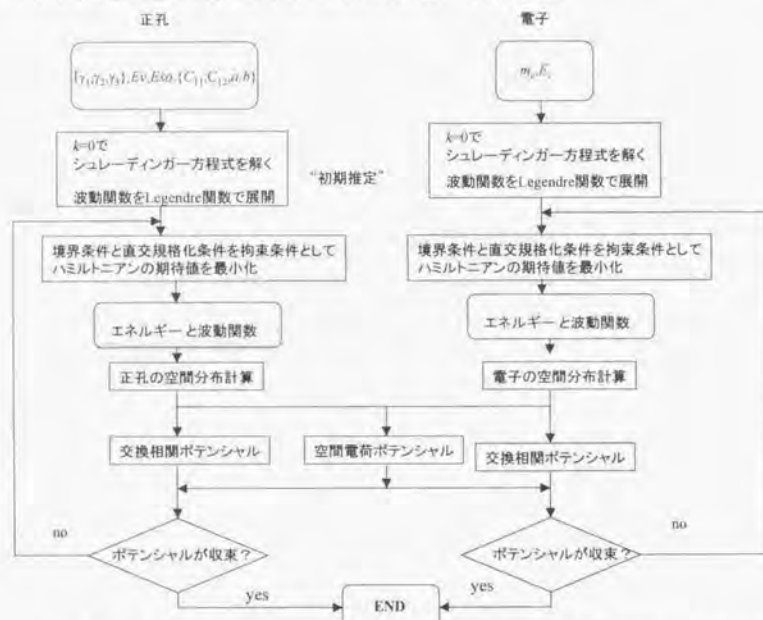 正孔
電子
{γ₁,γ₂,γ₃},Ev,Eso,{C₁₁,C₁₂,a,b}
k=0で
シュレーディンガー方程式を解く
波動関数をLegendre関数で展開
"初期推定"
k=0で
シュレーディンガー方程式を解く
波動関数をLegendre関数で展開
境界条件と直交規格化条件を拘束条件として
ハミルトニアンの期待値を最小化
境界条件と直交規格化条件を拘束条件として
ハミルトニアンの期待値を最小化
エネルギーと波動関数
エネルギーと波動関数
正孔の空間分布計算
電子の空間分布計算
交換相関ポテンシャル
空間電荷ポテンシャル
交換相関ポテンシャル
no
ポテンシャルが収束？
ポテンシャルが収束？
no
yes
END
yes